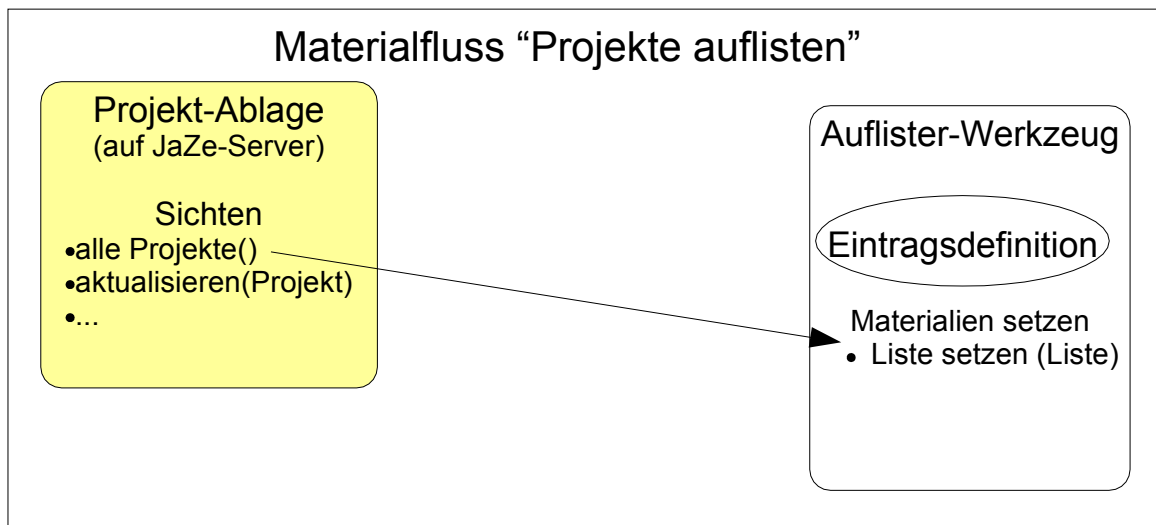 Materialfluss “Projekte auflisten”
Projekt-Ablage
(auf JaZe-Server)
Sichten
•alle Projekte()
•aktualisieren(Projekt)
•...
Auflister-Werkzeug
Eintragsdefinition
Materialien setzen
• Liste setzen (Liste)